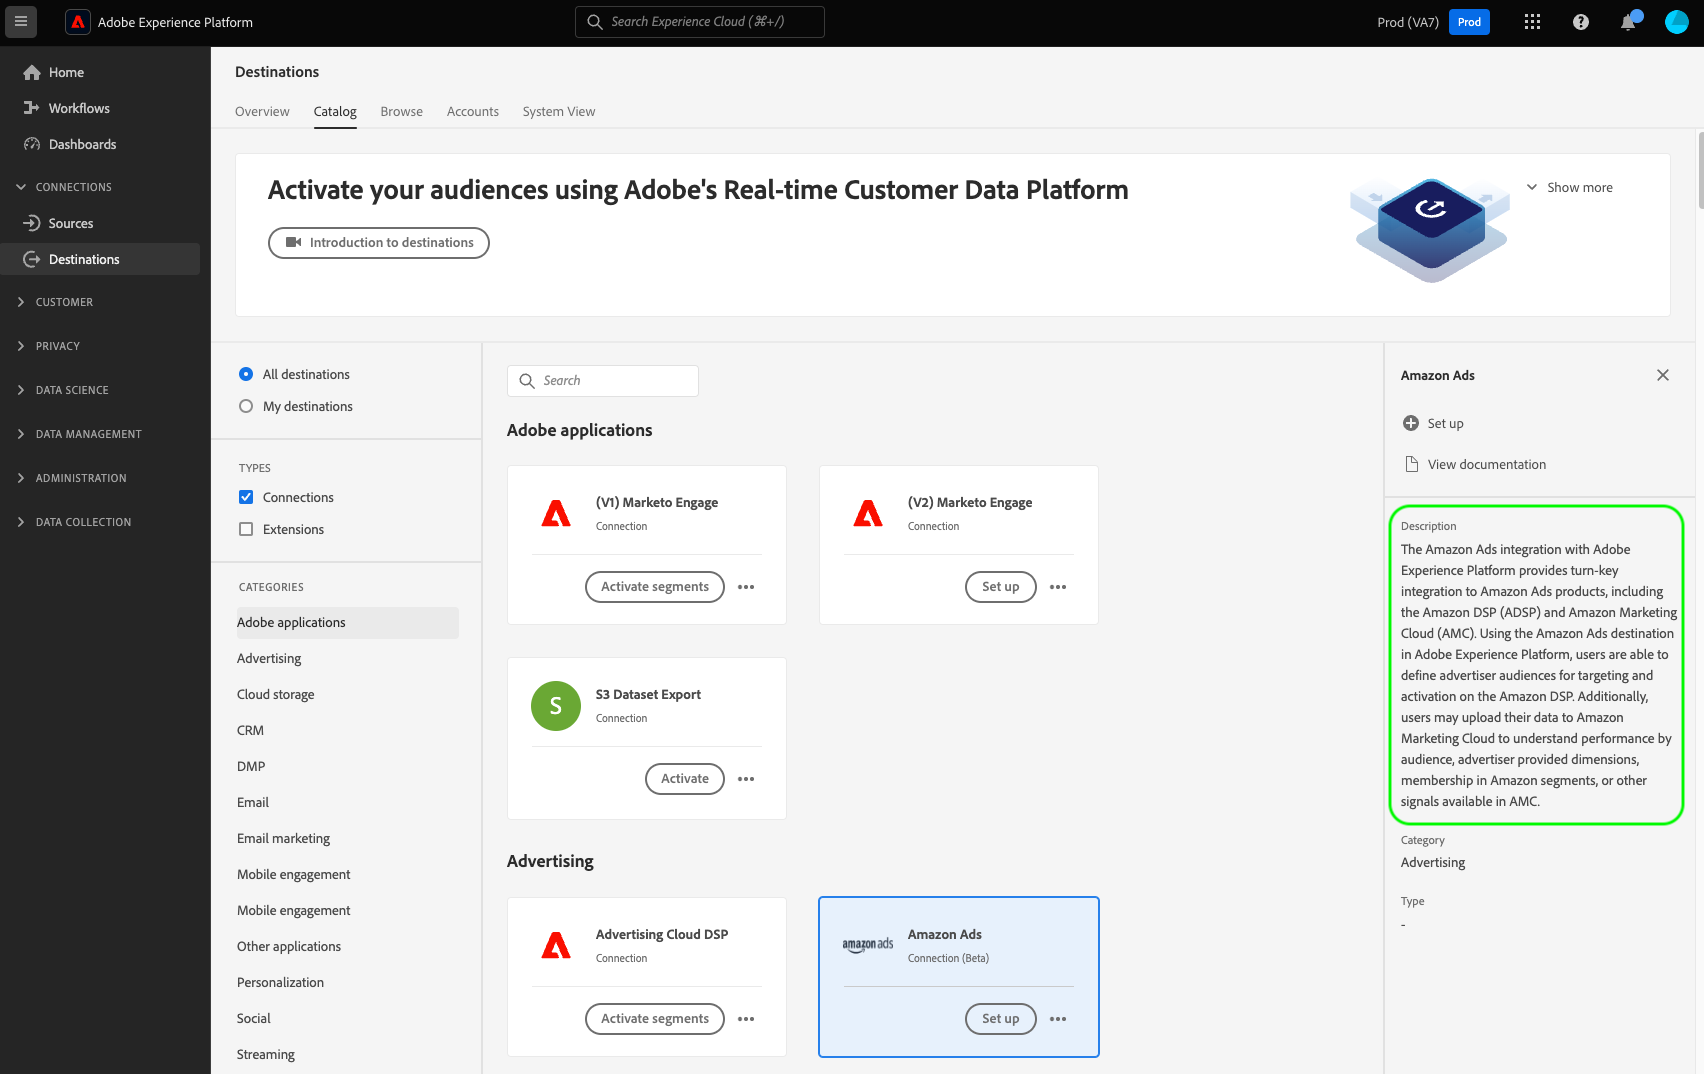 Adobe Experience Platform
Search Experience Cloud (⌘+/)
Prod (VA7)
Prod
Home
Workflows
Dashboards
CONNECTIONS
Sources
Destinations
CUSTOMER
PRIVACY
DATA SCIENCE
DATA MANAGEMENT
ADMINISTRATION
DATA COLLECTION
Destinations
Overview Catalog Browse Accounts System View
Activate your audiences using Adobe's Real-time Customer Data Platform
Introduction to destinations
Show more
All destinations
My destinations
TYPES
Connections
Extensions
CATEGORIES
Adobe applications
Advertising
Cloud storage
CRM
DMP
Email
Email marketing
Mobile engagement
Mobile engagement
Other applications
Personalization
Social
Streaming
Search
Adobe applications
(V1) Marketo Engage
Connection
Activate segments
(V2) Marketo Engage
Connection
Set up
S
S3 Dataset Export
Connection
Activate
Advertising
Advertising Cloud DSP
Connection
Activate segments
amazon ads
Amazon Ads
Connection (Beta)
Set up
Amazon Ads
Set up
View documentation
Description
The Amazon Ads integration with Adobe
Experience Platform provides turn-key
integration to Amazon Ads products, including
the Amazon DSP (ADSP) and Amazon Marketing
Cloud (AMC). Using the Amazon Ads destination
in Adobe Experience Platform, users are able to
define advertiser audiences for targeting and
activation on the Amazon DSP. Additionally,
users may upload their data to Amazon
Marketing Cloud to understand performance by
audience, advertiser provided dimensions,
membership in Amazon segments, or other
signals available in AMC.
Category
Advertising
Type
-